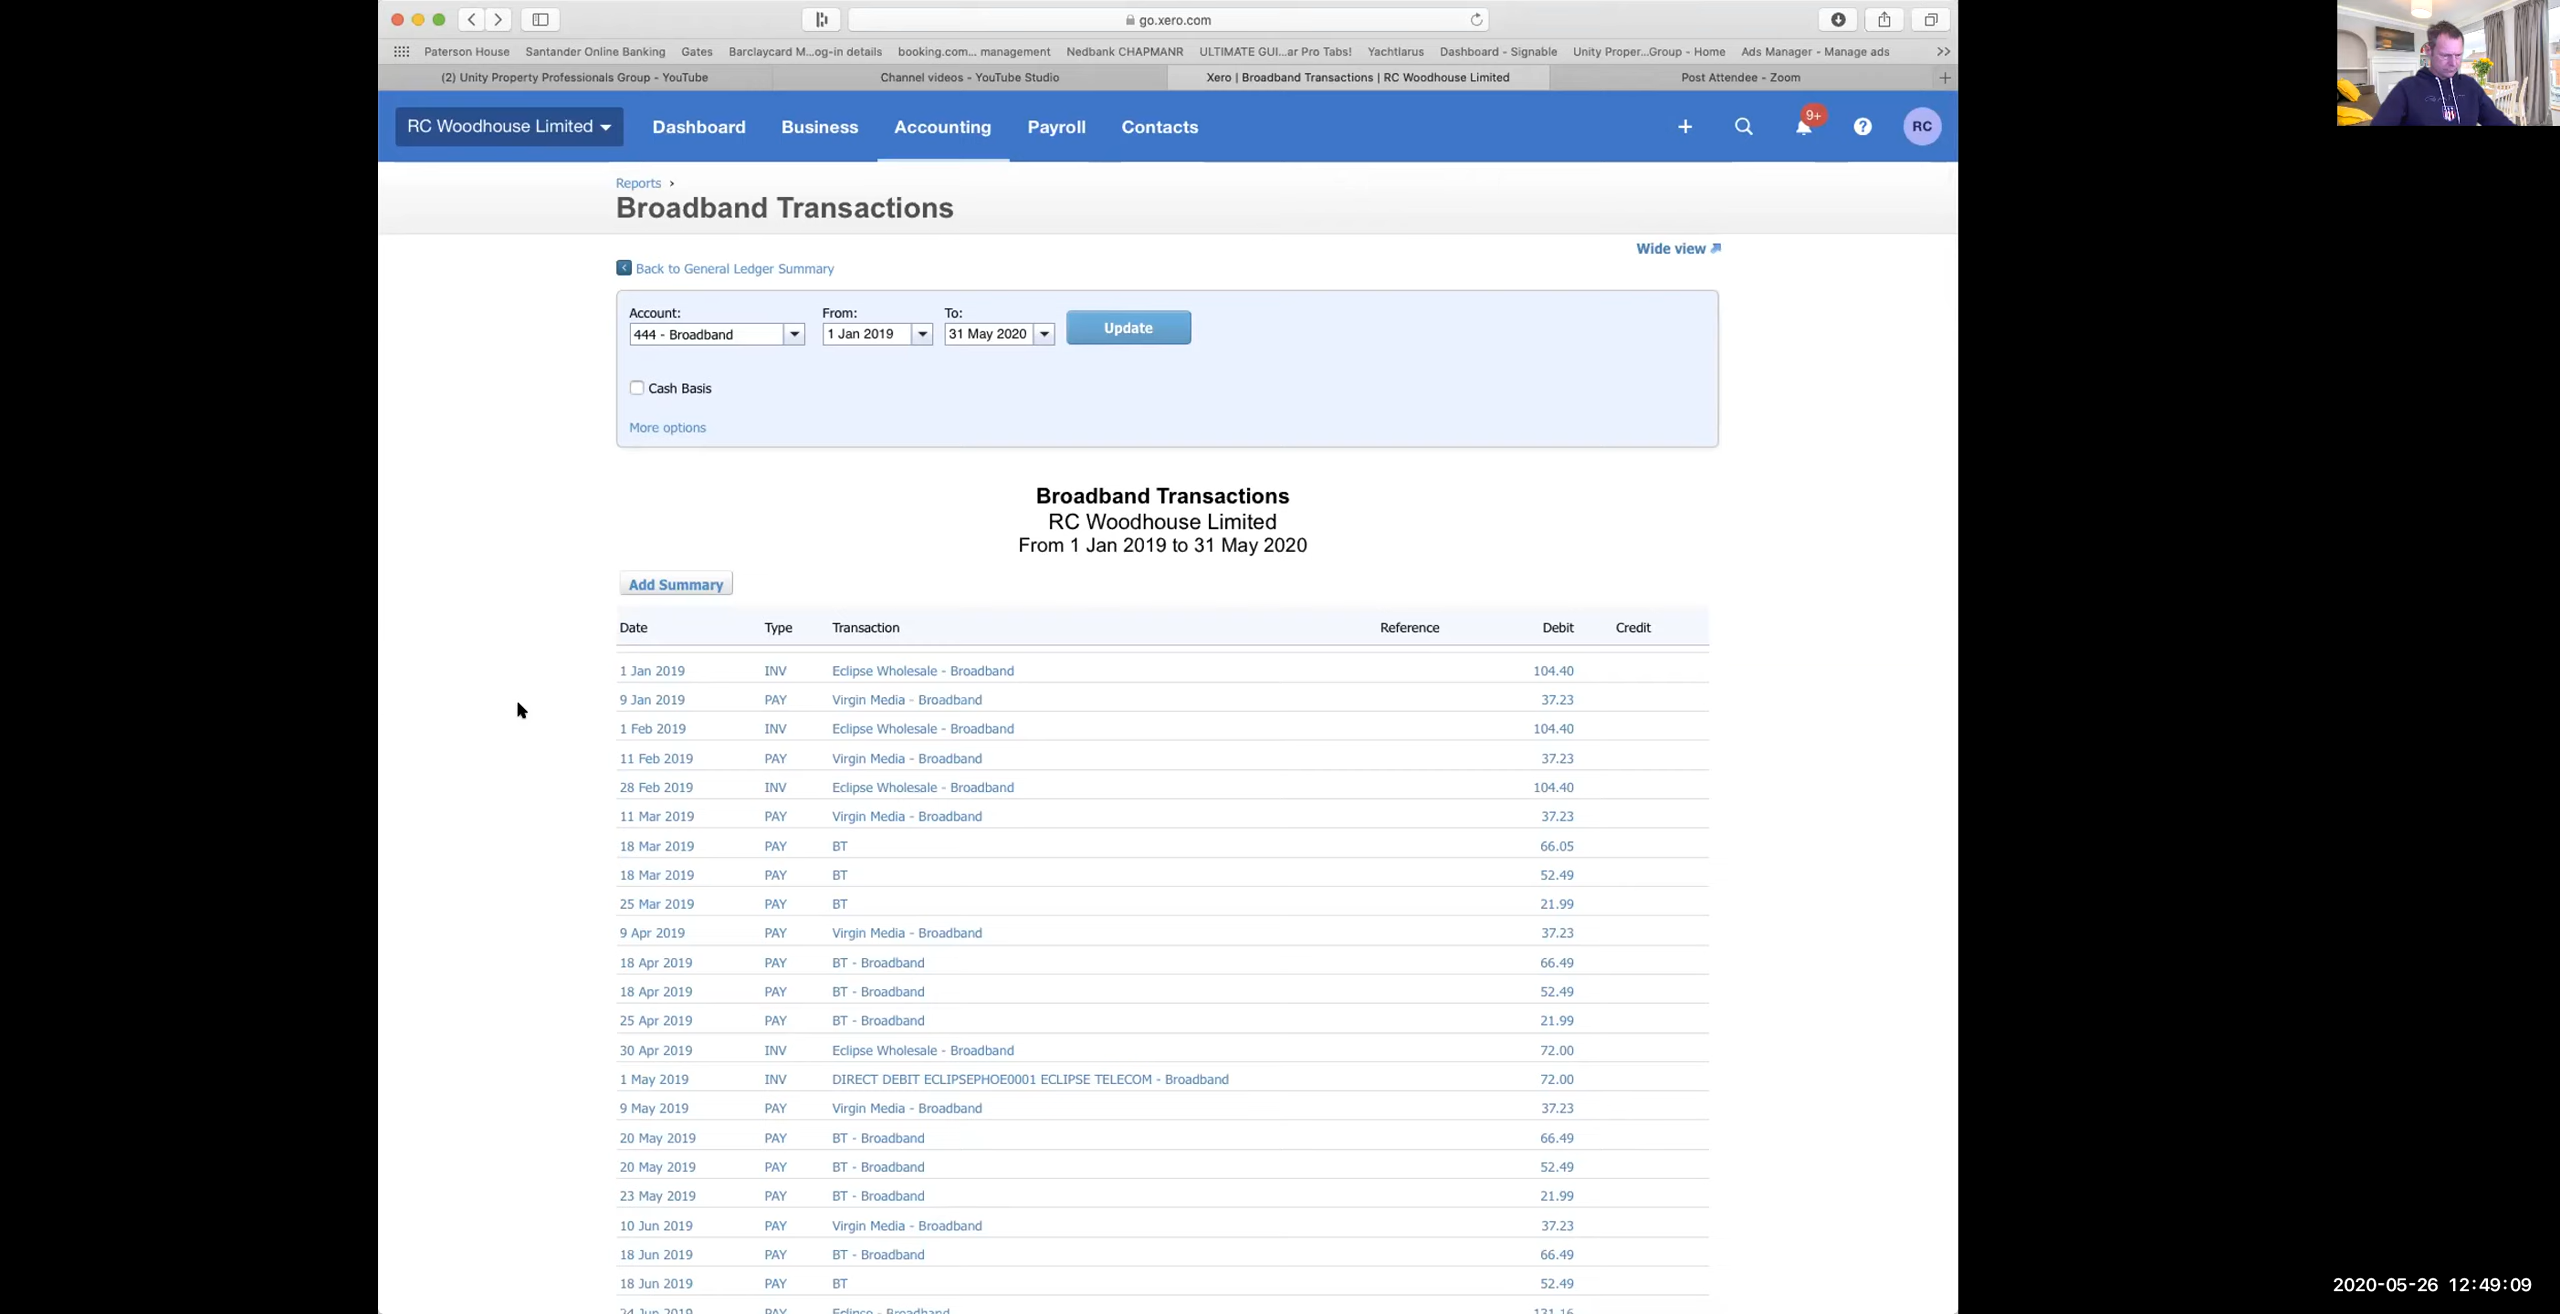 go.xero.com
Paterson House Santander Online Banking Gates Barclaycard M...og-in details booking.com... management Nedbank CHAPMANR ULTIMATE GUI...ar Pro Tabs! Yachtlarus Dashboard - Signable Unity Proper...Group - Home Ads Manager - Manage ads
(2) Unity Property Professionals Group - YouTube Channel videos - YouTube Studio Xero | Broadband Transactions | RC Woodhouse Limited Post Attendee - Zoom
RC Woodhouse Limited Dashboard Business Accounting Payroll Contacts 9+ RC
Reports ›
Broadband Transactions
Wide view
Back to General Ledger Summary
Account: From: To:
444 - Broadband 1 Jan 2019 31 May 2020 Update
Cash Basis
More options
Broadband Transactions
RC Woodhouse Limited
From 1 Jan 2019 to 31 May 2020
Add Summary
Date Type Transaction Reference Debit Credit
1 Jan 2019 INV Eclipse Wholesale - Broadband 104.40
9 Jan 2019 PAY Virgin Media - Broadband 37.23
1 Feb 2019 INV Eclipse Wholesale - Broadband 104.40
11 Feb 2019 PAY Virgin Media - Broadband 37.23
28 Feb 2019 INV Eclipse Wholesale - Broadband 104.40
11 Mar 2019 PAY Virgin Media - Broadband 37.23
18 Mar 2019 PAY BT 66.05
18 Mar 2019 PAY BT 52.49
25 Mar 2019 PAY BT 21.99
9 Apr 2019 PAY Virgin Media - Broadband 37.23
18 Apr 2019 PAY BT - Broadband 66.49
18 Apr 2019 PAY BT - Broadband 52.49
25 Apr 2019 PAY BT - Broadband 21.99
30 Apr 2019 INV Eclipse Wholesale - Broadband 72.00
1 May 2019 INV DIRECT DEBIT ECLIPSEPHOE0001 ECLIPSE TELECOM - Broadband 72.00
9 May 2019 PAY Virgin Media - Broadband 37.23
20 May 2019 PAY BT - Broadband 66.49
20 May 2019 PAY BT - Broadband 52.49
23 May 2019 PAY BT - Broadband 21.99
10 Jun 2019 PAY Virgin Media - Broadband 37.23
18 Jun 2019 PAY BT - Broadband 66.49
18 Jun 2019 PAY BT 52.49
24 Jun 2019 PAY Eclipse - Broadband 131.16
2020-05-26 12:49:09